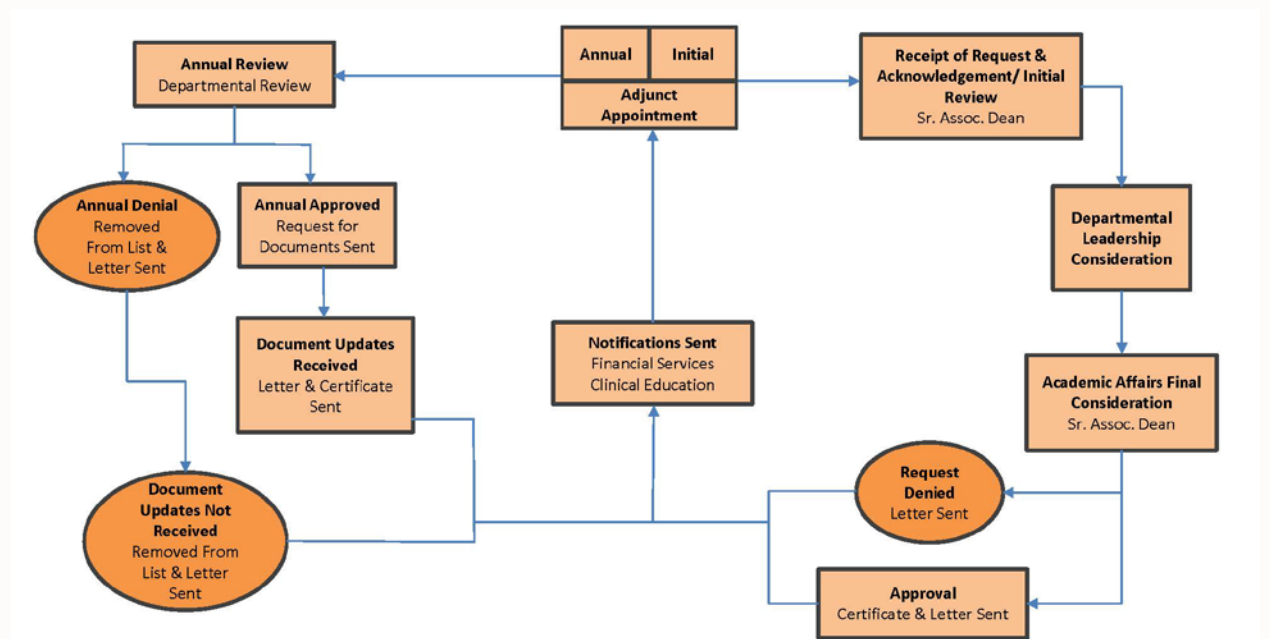 Annual Review
Departmental Review
Annual
Initial
Adjunct
Appointment
Receipt of Request &
Acknowledgement/ Initial
Review
Sr. Assoc. Dean
Annual Denial
Removed
From List &
Letter Sent
Annual Approved
Request for
Documents Sent
Departmental
Leadership
Consideration
Document Updates
Received
Letter & Certificate
Sent
Notifications Sent
Financial Services
Clinical Education
Academic Affairs Final
Consideration
Sr. Assoc. Dean
Document
Updates Not
Received
Removed From
List & Letter
Sent
Request
Denied
Letter Sent
Approval
Certificate & Letter Sent